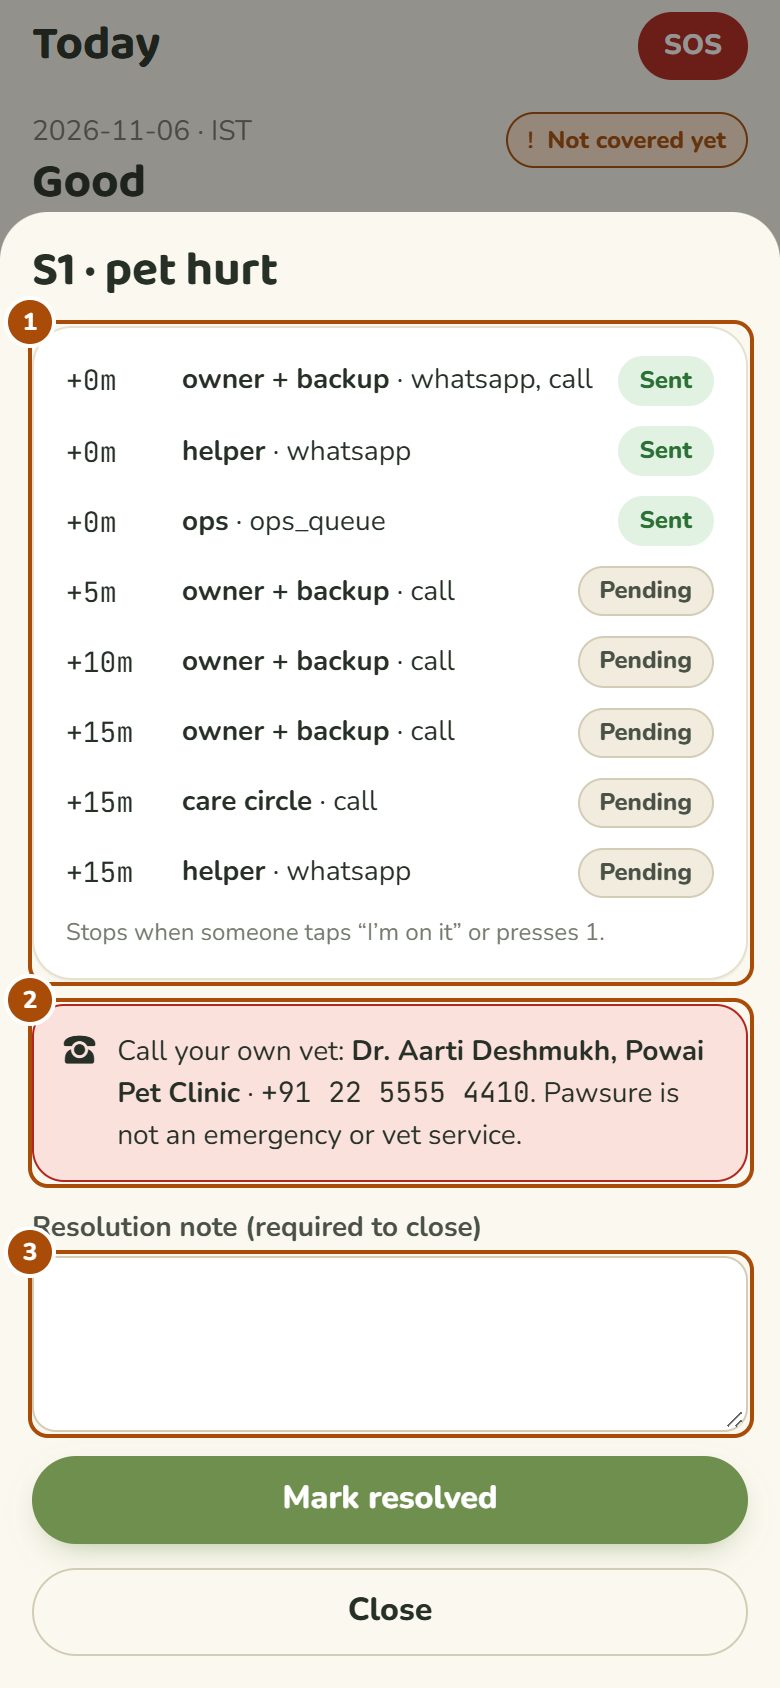 Today
SOS
2026-11-06 · IST
! Not covered yet
Good
S1 · pet hurt
1
+0m owner + backup · whatsapp, call Sent
+0m helper · whatsapp Sent
+0m ops · ops_queue Sent
+5m owner + backup · call Pending
+10m owner + backup · call Pending
+15m owner + backup · call Pending
+15m care circle · call Pending
+15m helper · whatsapp Pending
Stops when someone taps “I’m on it” or presses 1.
2
Call your own vet: Dr. Aarti Deshmukh, Powai
Pet Clinic · +91 22 5555 4410. Pawsure is
not an emergency or vet service.
Resolution note (required to close)
3
Mark resolved
Close